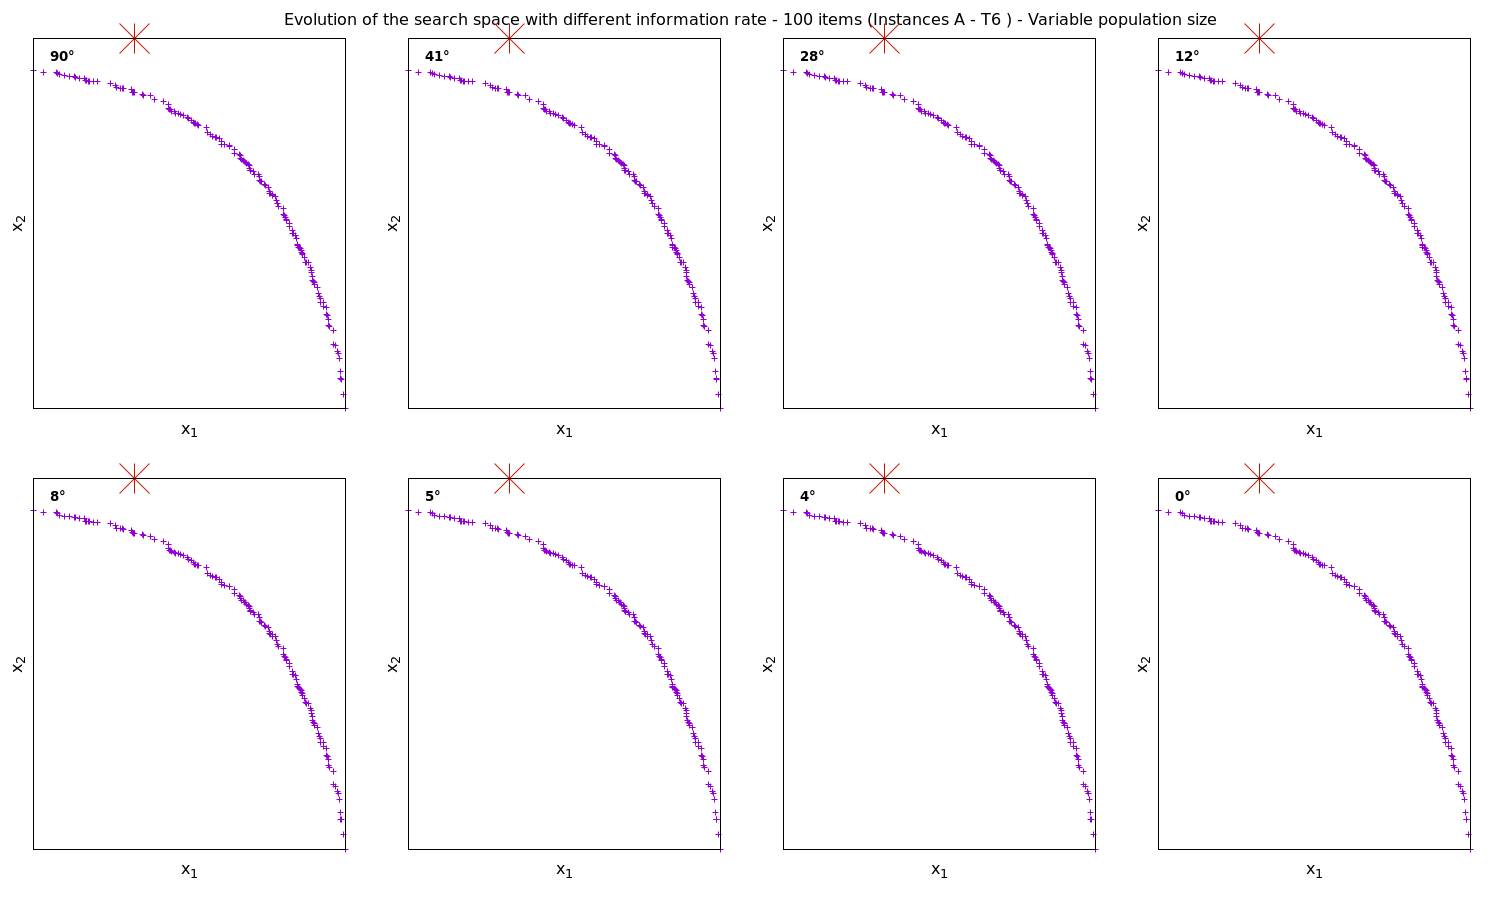 Evolution of the search space with different information rate - 100 items (Instances A - T6 ) - Variable population size
90° 41° 28° 12°
x2 x2 x2 x2
x1 x1 x1 x1
8° 5° 4° 0°
x2 x2 x2 x2
x1 x1 x1 x1